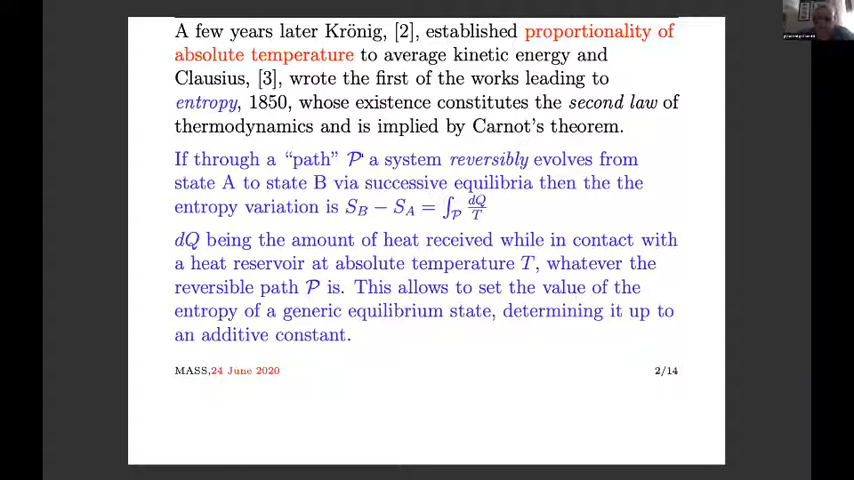 A few years later Krönig, [2], established proportionality of
absolute temperature to average kinetic energy and
Clausius, [3], wrote the first of the works leading to
entropy, 1850, whose existence constitutes the second law of
thermodynamics and is implied by Carnot's theorem.
If through a “path” P a system reversibly evolves from
state A to state B via successive equilibria then the the
entropy variation is S_B − S_A = ∫_P dQ/T
dQ being the amount of heat received while in contact with
a heat reservoir at absolute temperature T, whatever the
reversible path P is. This allows to set the value of the
entropy of a generic equilibrium state, determining it up to
an additive constant.
MASS,24 June 2020 2/14